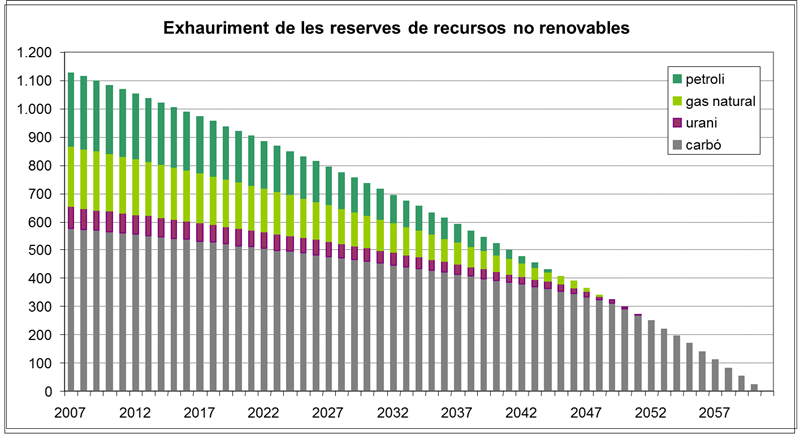 Exhauriment de les reserves de recursos no renovables
1.200
1.100
1.000
900
800
700
600
500
400
300
200
100
0
petroli
gas natural
urani
carbó
2007 2012 2017 2022 2027 2032 2037 2042 2047 2052 2057